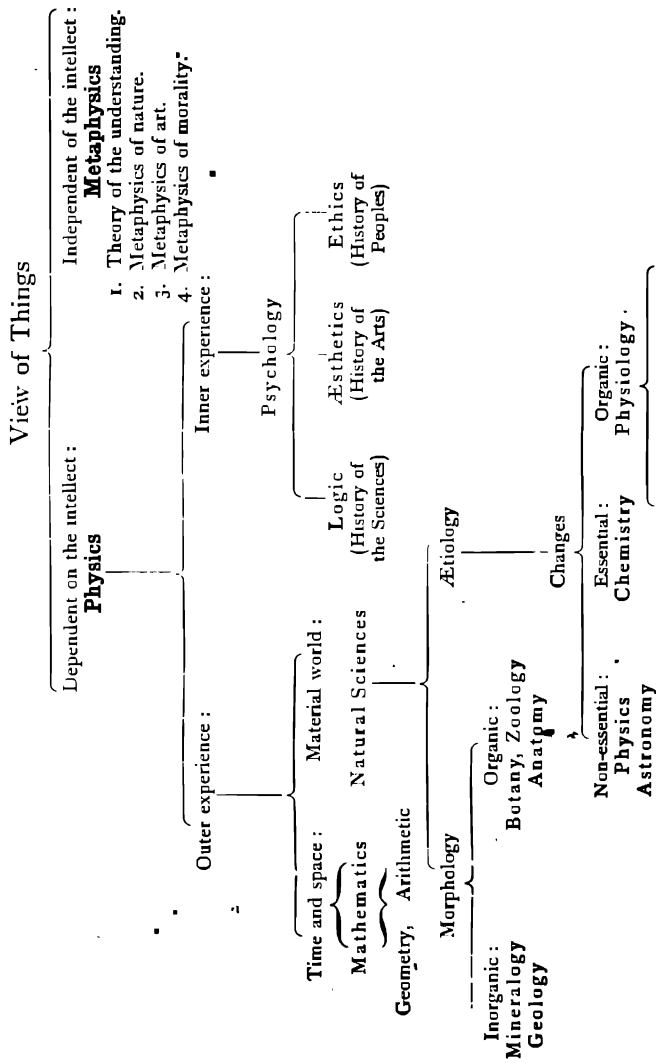 View of Things
Dependent on the intellect :
Physics
Independent of the intellect :
Metaphysics
1. Theory of the understanding.
2. Metaphysics of nature.
3. Metaphysics of art.
4. Metaphysics of morality.
Outer experience :
Inner experience :
Time and space :
Mathematics
Geometry, Arithmetic
Material world :
Natural Sciences
Psychology
Logic
(History of
the Sciences)
Æsthetics
(History of
the Arts)
Ethics
(History of
Peoples)
Morphology
Ætiology
Inorganic :
Mineralogy
Geology
Organic :
Botany, Zoology
Anatomy
Changes
Non-essential :
Physics
Astronomy
Essential :
Chemistry
Organic :
Physiology